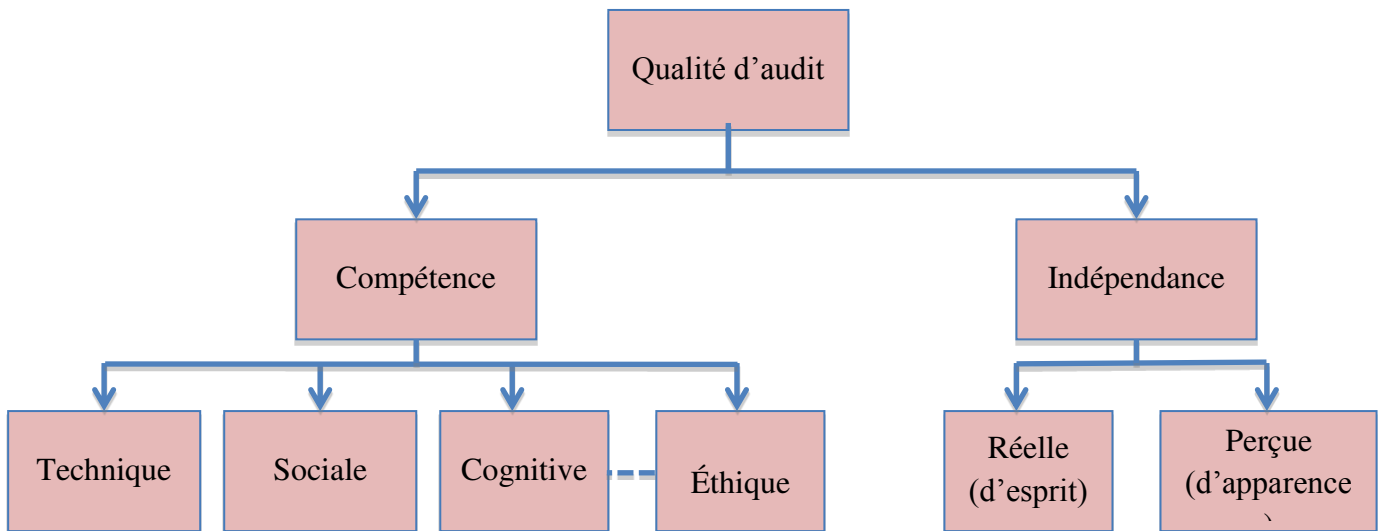 Qualité d’audit
Compétence
Indépendance
Technique
Sociale
Cognitive
Éthique
Réelle
(d’esprit)
Perçue
(d’apparence
)